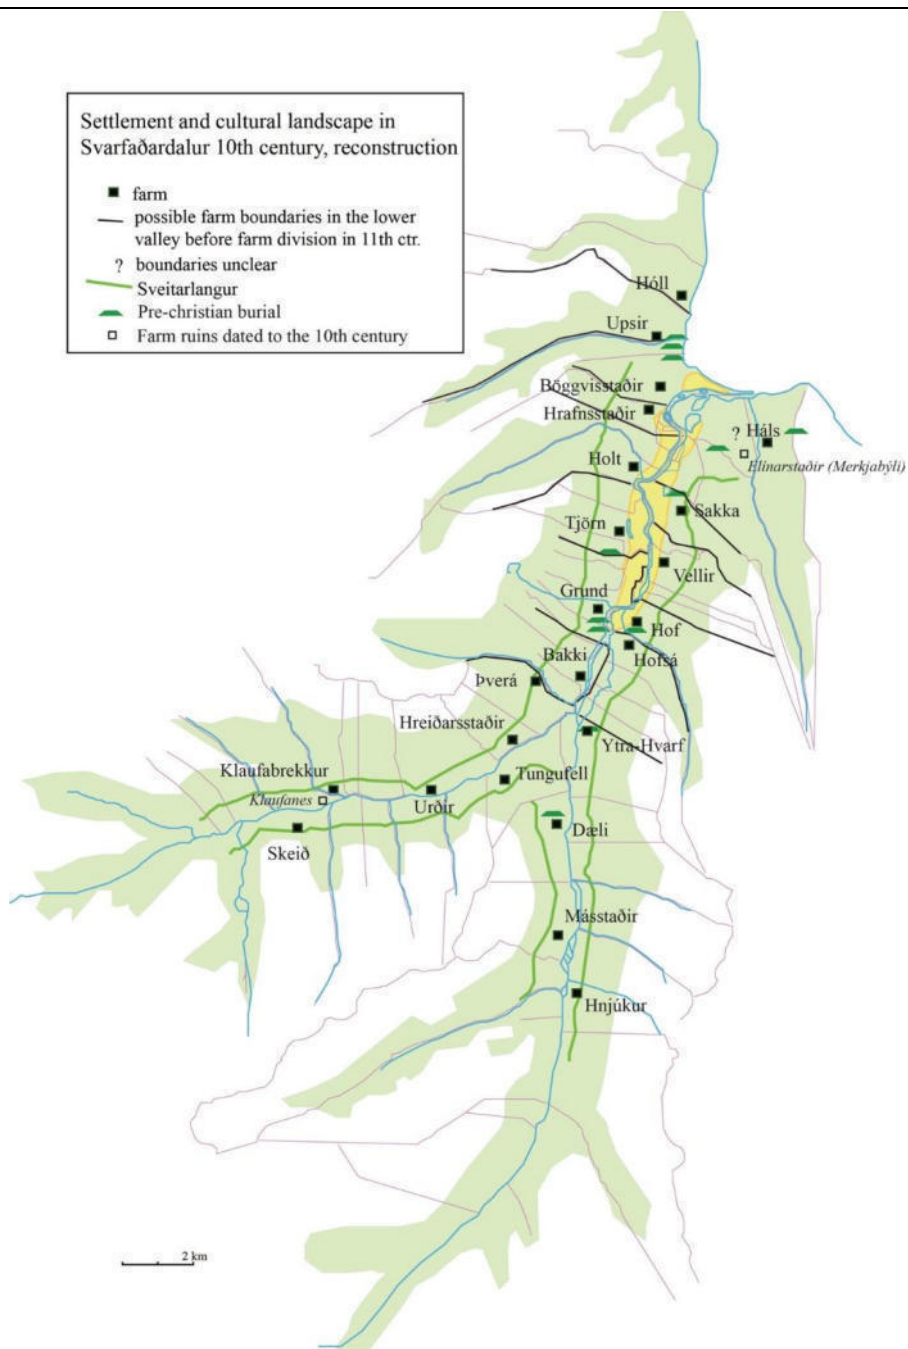 Settlement and cultural landscape in
Svarfaðardalur 10th century, reconstruction
farm
possible farm boundaries in the lower
valley before farm division in 11th ctr.
? boundaries unclear
Sveitarlangur
Pre-christian burial
Farm ruins dated to the 10th century
Hóll
Upsir
Böggvisstaðir
Hrafnsstaðir
? Háls
Elínarstaðir (Merkjabýli)
Holt
Sakka
Tjörn
Vellir
Grund
Hof
Hofsá
Bakki
Þverá
Hreiðarsstaðir
Ytra-Hvarf
Klaufabrekkur
Tungufell
Klaufanes
Urðir
Dæli
Skeið
Másstaðir
Hnjúkur
2 km